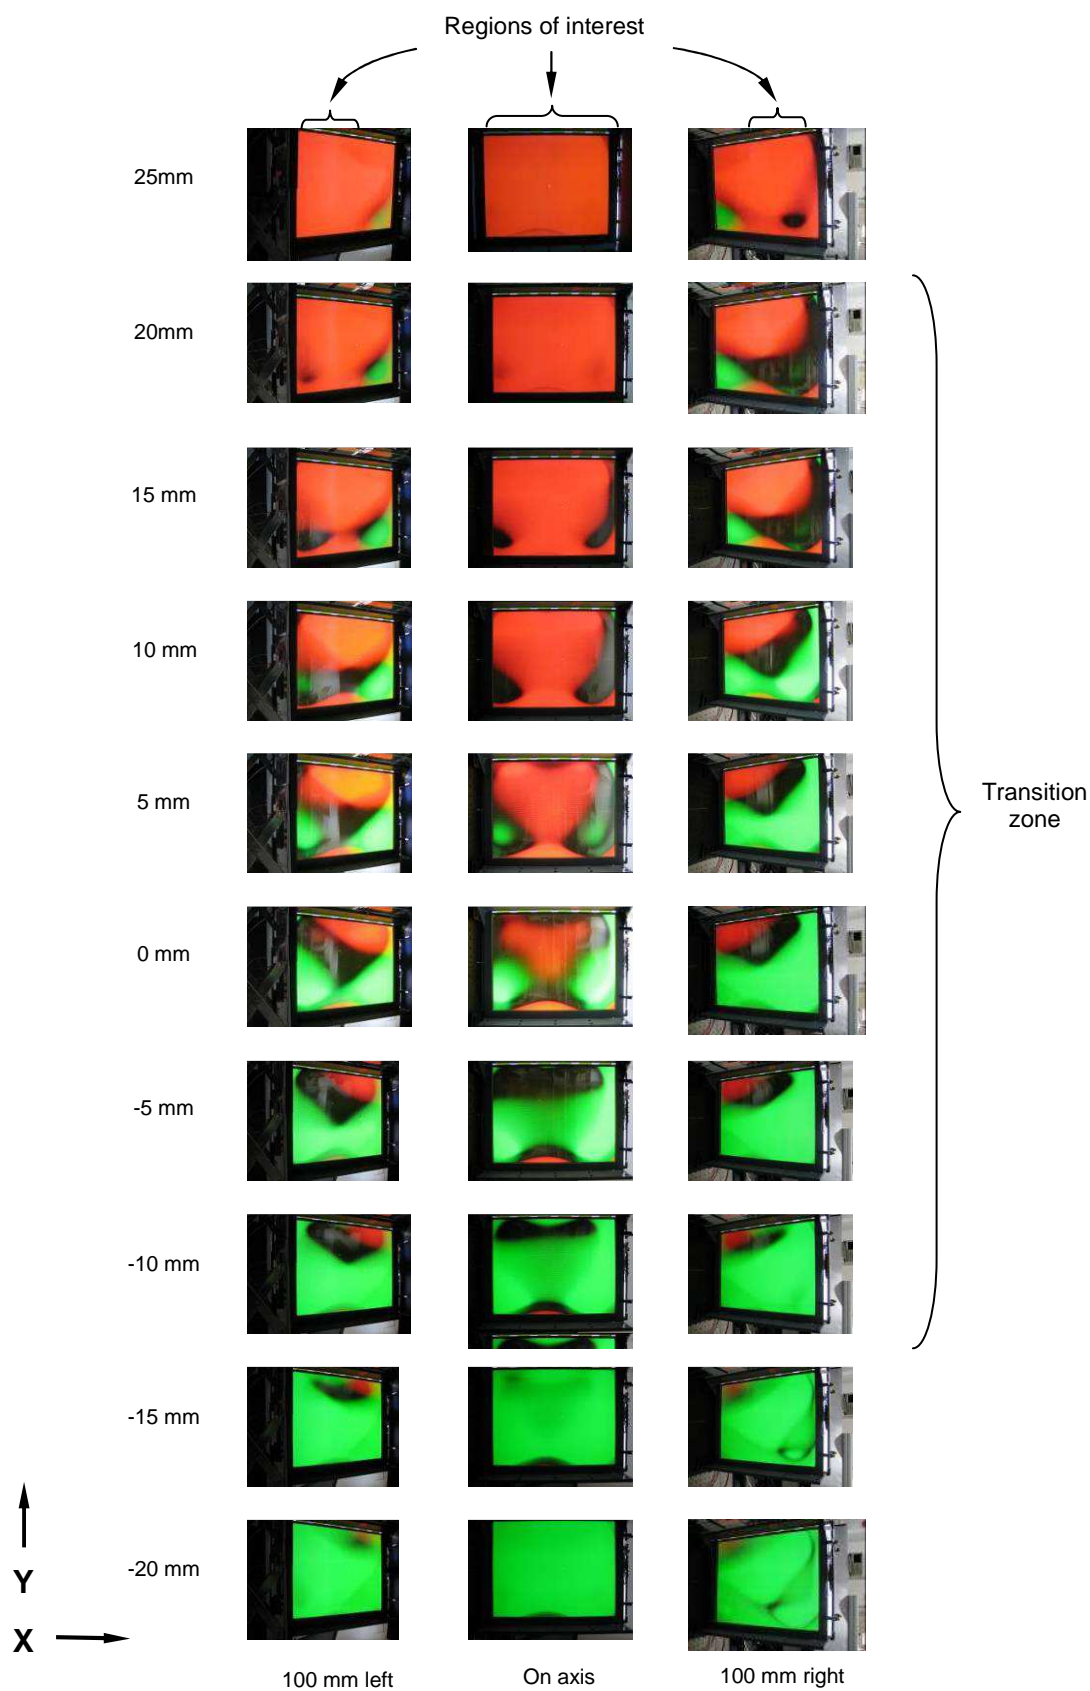 Regions of interest
25mm
20mm
15 mm
10 mm
5 mm
Transition
zone
0 mm
-5 mm
-10 mm
-15 mm
-20 mm
Y
X
100 mm left
On axis
100 mm right